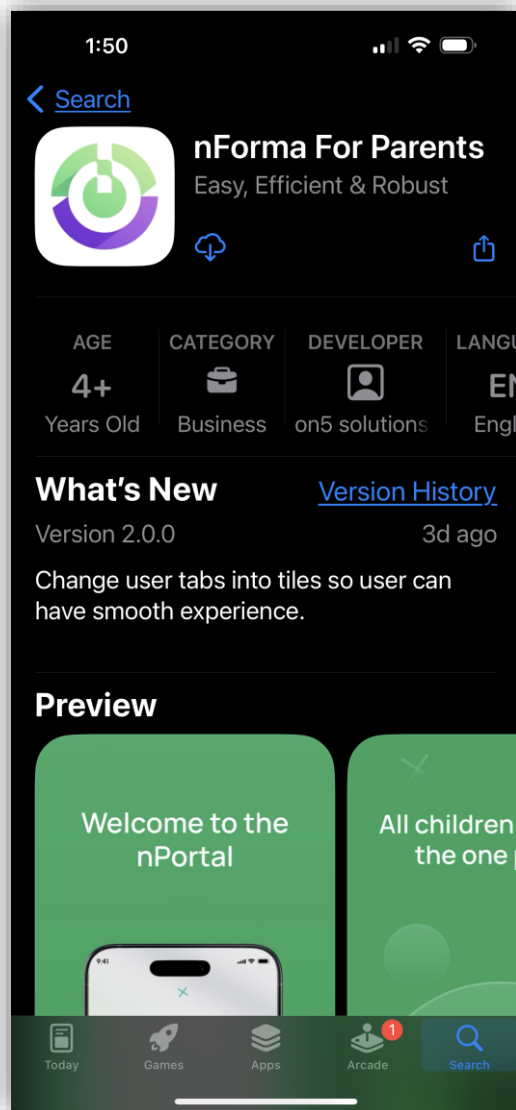 1:50
Search
nForma For Parents
Easy, Efficient & Robust
AGE
CATEGORY
DEVELOPER
4+
Years Old
Business
on5 solutions
What's New
Version History
Version 2.0.0
3d ago
Change user tabs into tiles so user can
have smooth experience.
Preview
Welcome to the
nPortal
All children
the one
9:41
1
Today
Games
Apps
Arcade
Search